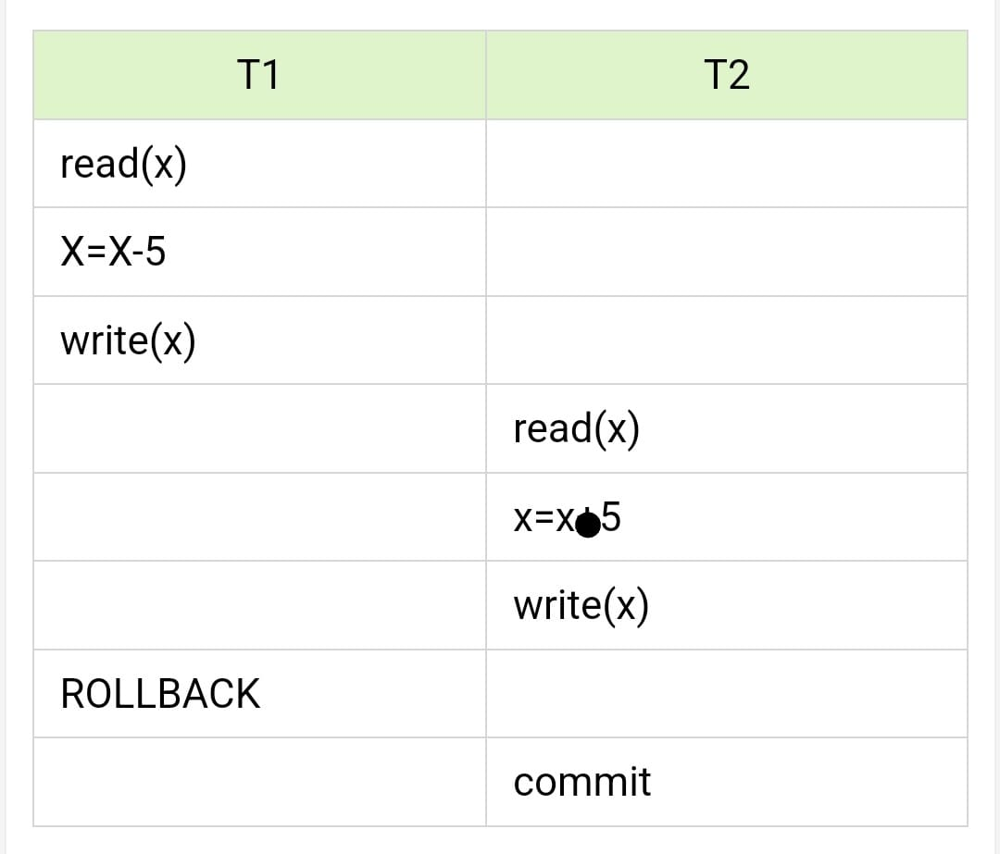 T1 T2
read(x)
X=X-5
write(x)
read(x)
x=x+5
write(x)
ROLLBACK
commit